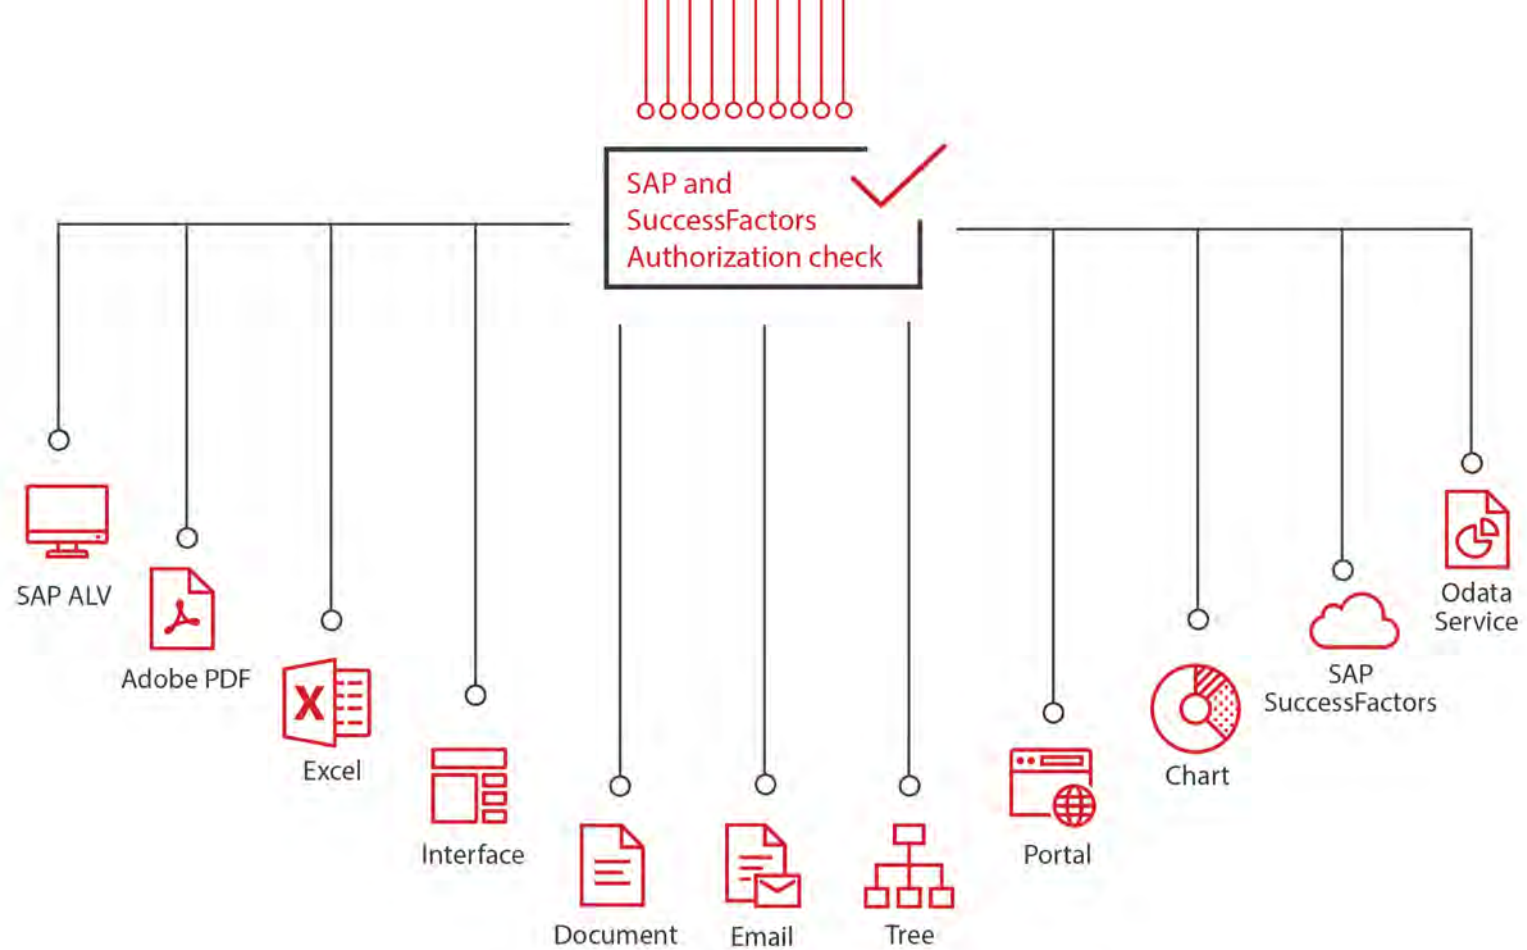 SAP and
SuccessFactors
Authorization check
SAP ALV
Adobe PDF
X
Excel
Interface
Document
Email
Tree
Portal
Chart
SAP
SuccessFactors
Odata
Service